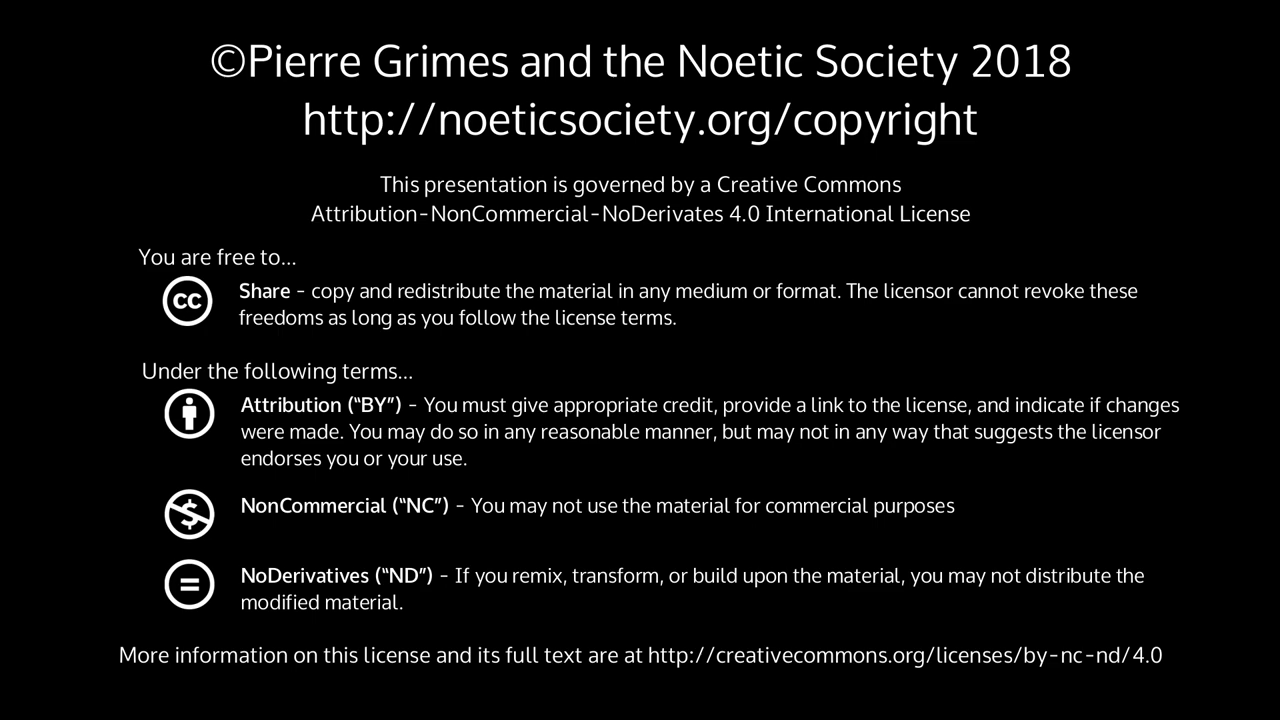 ©Pierre Grimes and the Noetic Society 2018
http://noeticsociety.org/copyright
This presentation is governed by a Creative Commons
Attribution-NonCommercial-NoDerivates 4.0 International License
You are free to...
cc
Share - copy and redistribute the material in any medium or format. The licensor cannot revoke these
freedoms as long as you follow the license terms.
Under the following terms...
Attribution (“BY”) - You must give appropriate credit, provide a link to the license, and indicate if changes
were made. You may do so in any reasonable manner, but may not in any way that suggests the licensor
endorses you or your use.
NonCommercial (“NC”) - You may not use the material for commercial purposes
NoDerivatives (“ND”) - If you remix, transform, or build upon the material, you may not distribute the
modified material.
More information on this license and its full text are at http://creativecommons.org/licenses/by-nc-nd/4.0